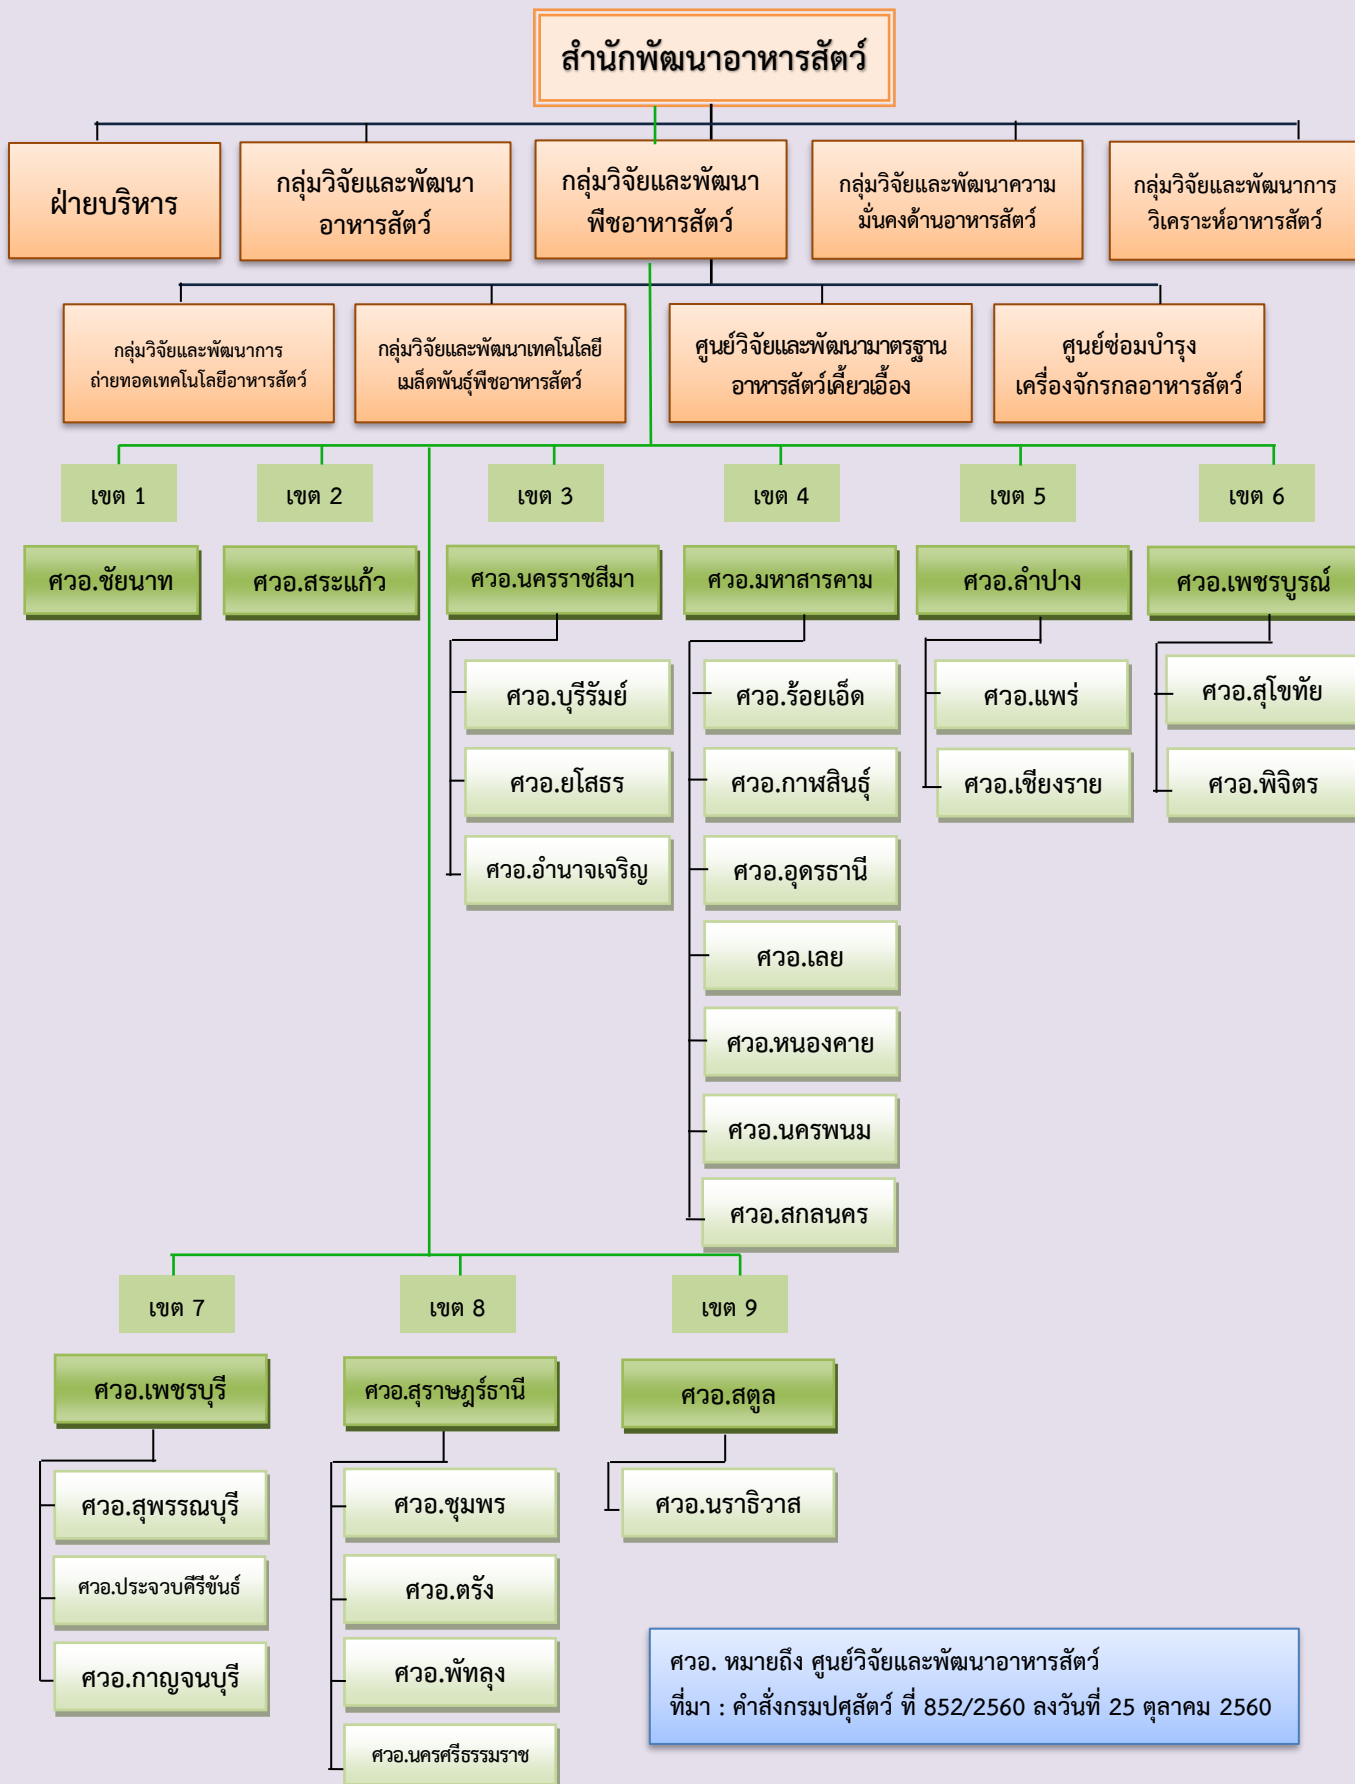 สำนักพัฒนาอาหารสัตว์
ฝ่ายบริหาร
กลุ่มวิจัยและพัฒนา
อาหารสัตว์
กลุ่มวิจัยและพัฒนา
พืชอาหารสัตว์
กลุ่มวิจัยและพัฒนาความ
มั่นคงด้านอาหารสัตว์
กลุ่มวิจัยและพัฒนาการ
วิเคราะห์อาหารสัตว์
กลุ่มวิจัยและพัฒนาการ
ถ่ายทอดเทคโนโลยีอาหารสัตว์
กลุ่มวิจัยและพัฒนาเทคโนโลยี
เมล็ดพันธุ์พืชอาหารสัตว์
ศูนย์วิจัยและพัฒนามาตรฐาน
อาหารสัตว์เคี้ยวเอื้อง
ศูนย์ซ่อมบำรุง
เครื่องจักรกลอาหารสัตว์
เขต 1
เขต 2
เขต 3
เขต 4
เขต 5
เขต 6
ศวอ.ชัยนาท
ศวอ.สระแก้ว
ศวอ.นครราชสีมา
ศวอ.มหาสารคาม
ศวอ.ลำปาง
ศวอ.เพชรบูรณ์
ศวอ.บุรีรัมย์
ศวอ.ร้อยเอ็ด
ศวอ.แพร่
ศวอ.สุโขทัย
ศวอ.ยโสธร
ศวอ.กาฬสินธุ์
ศวอ.เชียงราย
ศวอ.พิจิตร
ศวอ.อำนาจเจริญ
ศวอ.อุดรธานี
ศวอ.เลย
ศวอ.หนองคาย
ศวอ.นครพนม
ศวอ.สกลนคร
เขต 7
เขต 8
เขต 9
ศวอ.เพชรบุรี
ศวอ.สุราษฎร์ธานี
ศวอ.สตูล
ศวอ.สุพรรณบุรี
ศวอ.ชุมพร
ศวอ.นราธิวาส
ศวอ.ประจวบคีรีขันธ์
ศวอ.ตรัง
ศวอ.กาญจนบุรี
ศวอ.พัทลุง
ศวอ.นครศรีธรรมราช
ศวอ. หมายถึง ศูนย์วิจัยและพัฒนาอาหารสัตว์
ที่มา : คำสั่งกรมปศุสัตว์ ที่ 852/2560 ลงวันที่ 25 ตุลาคม 2560